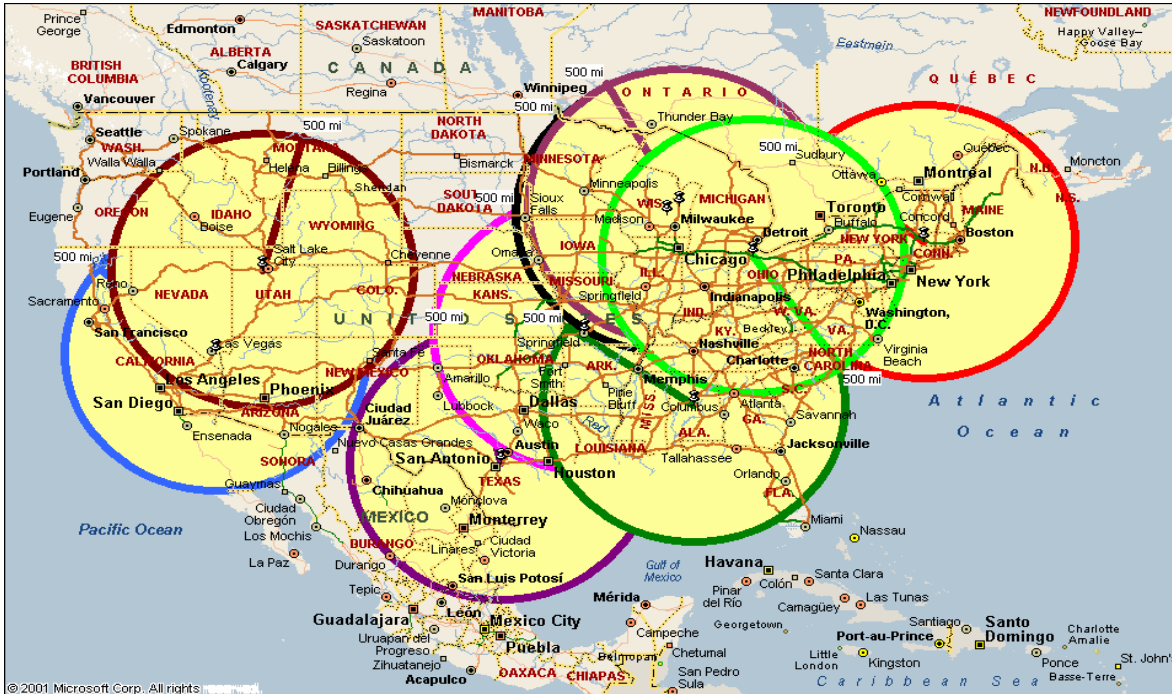 Prince
George
Edmonton
SASKATCHEWAN
MANITOBA
NEWFOUNDLAND
Happy Valley–
Goose Bay
ALBERTA
Saskatoon
Eastmain
BRITISH
COLUMBIA
Calgary
CANADA
Kootenay
Regina
Winnipeg
500 mi
ONTARIO
QUÉBEC
Vancouver
500 mi
Seattle
Spokane
500 mi
NORTH
DAKOTA
Thunder Bay
WASH.
Walla Walla
MONTANA
Helena
Billings
Bismarck
MINNESOTA
500 mi
Sudbury
Québec
Moncton
N.B.
Portland
Sheridan
SOUTH
DAKOTA
500 mi
Minneapolis
Ottawa
Montréal
Eugene
OREGON
IDAHO
Boise
WYOMING
Sioux
Falls
WIS.
MICHIGAN
Cornwall
MAINE
N.S.
Madison
Milwaukee
Toronto
Buffalo
Concord
500 mi
Salt Lake
City
Cheyenne
Omaha
IOWA
Chicago
Detroit
NEW YORK
Boston
CONN.
Reno
NEVADA
UTAH
COLO.
NEBRASKA
KANS.
MISSOURI
Springfield
ILL.
OHIO
PA.
Philadelphia
New York
Sacramento
Indianapolis
San Francisco
UNITED STATES
500 mi
500 mi
IND.
W. VA.
Washington,
D.C.
Las Vegas
Springfield
KY.
Beckley
VA.
CALIFORNIA
Santa Fe
OKLAHOMA
Nashville
Virginia
Beach
Los Angeles
NEW MEXICO
Amarillo
Fort
Smith
ARK.
Memphis
Charlotte
NORTH
CAROLINA
500 mi
San Diego
Phoenix
Lubbock
Dallas
Pine
Bluff
MISS.
Columbus
Atlanta
S.C.
Atlantic
Ocean
ARIZONA
Ciudad
Juárez
Waco
Red
ALA.
GA.
Savannah
Ensenada
Nogales
Nuevo Casas Grandes
Austin
LOUISIANA
Jacksonville
SONORA
San Antonio
TEXAS
Houston
Tallahassee
Orlando
Guaymas
Chihuahua
FLA.
Ciudad
Obregón
Monclova
MEXICO
Pacific Ocean
Los Mochis
Monterrey
Miami
Nassau
La Paz
DURANGO
Durango
Linares
Ciudad
Victoria
Gulf of
Mexico
Havana
Colón
Santa Clara
Tepic
San Luis Potosí
Mérida
Pinar
del Río
Camagüey
Las Tunas
Guadalajara
León
Mexico City
Campeche
Georgetown
Santiago
Santo
Domingo
Charlotte
Amalie
Uruapan del
Progreso
Puebla
Port-au-Prince
Zihuatanejo
Belmopan
Chetumal
Little
London
Kingston
Ponce
St. John's
Basse-Terre
Acapulco
OAXACA
CHIAPAS
San Pedro
Sula
Caribbean Sea
© 2001 Microsoft Corp. All rights